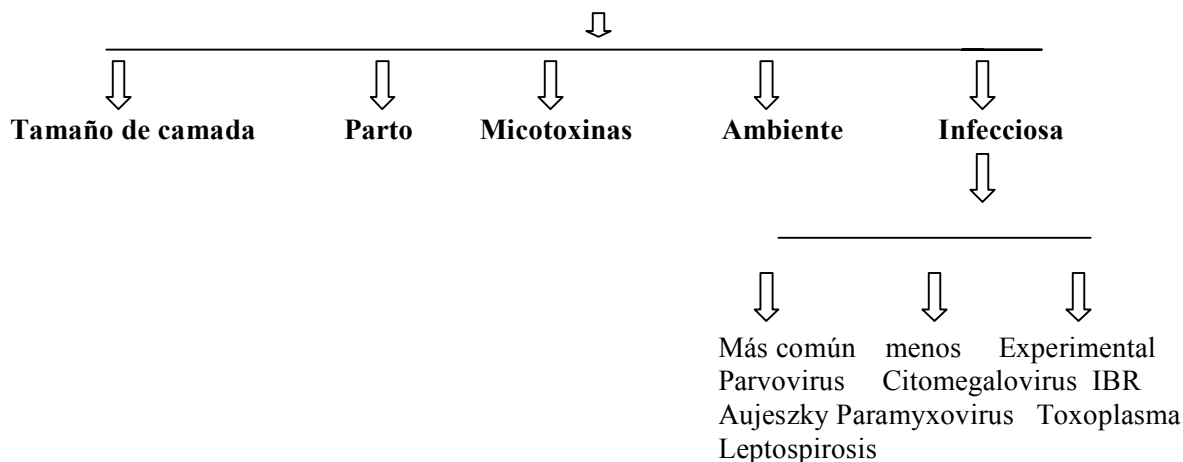 Tamaño de camada Parto Micotoxinas Ambiente Infecciosa
Más común menos Experimental
Parvovirus Citomegalovirus IBR
Aujeszky Paramyxovirus Toxoplasma
Leptospirosis